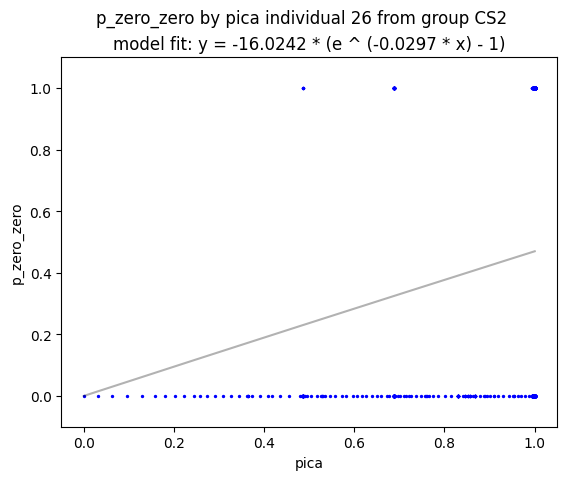 p_zero_zero by pica individual 26 from group CS2
model fit: y = -16.0242 * (e ^ (-0.0297 * x) - 1)
1.0
0.8
0.6
0.4
0.2
0.0
p_zero_zero
0.0 0.2 0.4 0.6 0.8 1.0
pica